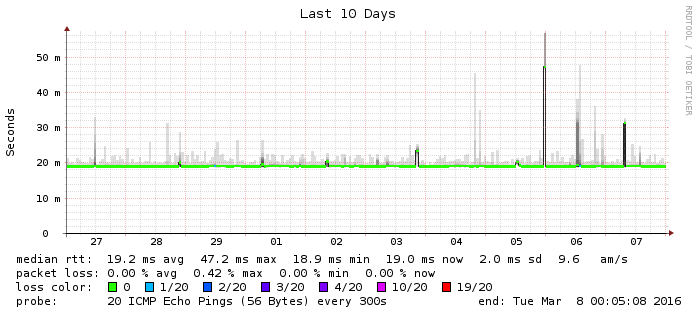 Last 10 Days
RRDTOOL / TOBI OETIKER
Seconds
50 m
40 m
30 m
20 m
10 m
0
27 28 29 01 02 03 04 05 06 07
median rtt: 19.2 ms avg 47.2 ms max 18.9 ms min 19.0 ms now 2.0 ms sd 9.6 am/s
packet loss: 0.00 % avg 0.42 % max 0.00 % min 0.00 % now
loss color: 0 1/20 2/20 3/20 4/20 10/20 19/20
probe: 20 ICMP Echo Pings (56 Bytes) every 300s end: Tue Mar 8 00:05:08 2016